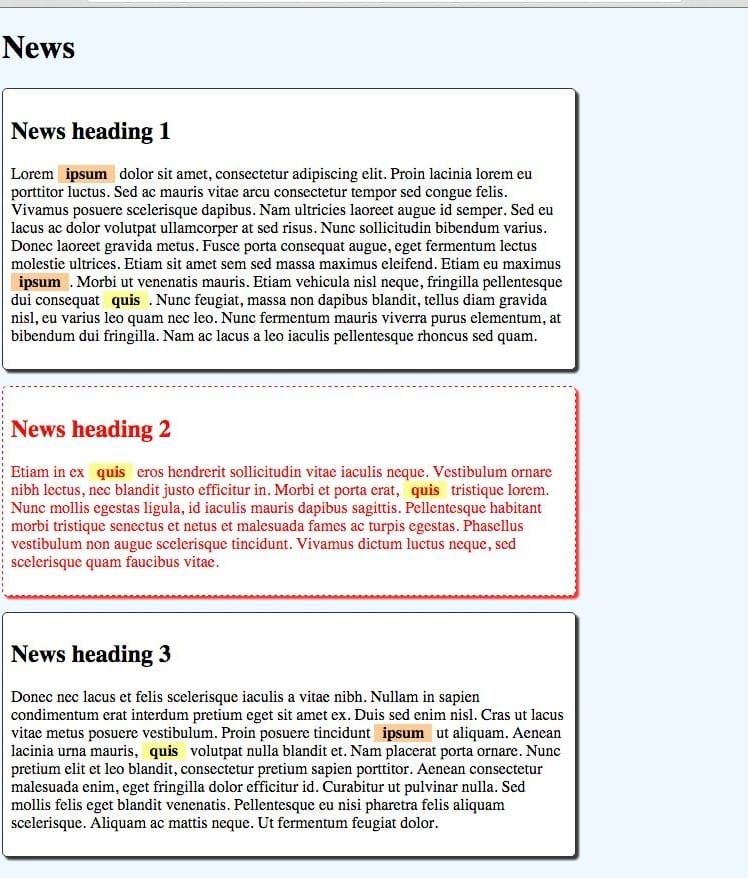 News
News heading 1
Lorem ipsum dolor sit amet, consectetur adipiscing elit. Proin lacinia lorem eu
porttitor luctus. Sed ac mauris vitae arcu consectetur tempor sed congue felis.
Vivamus posuere scelerisque dapibus. Nam ultricies laoreet augue id semper. Sed eu
lacus ac dolor volutpat ullamcorper at sed risus. Nunc sollicitudin bibendum varius.
Donec laoreet gravida metus. Fusce porta consequat augue, eget fermentum lectus
molestie ultrices. Etiam sit amet sem sed massa maximus eleifend. Etiam eu maximus
ipsum . Morbi ut venenatis mauris. Etiam vehicula nisl neque, fringilla pellentesque
dui consequat quis . Nunc feugiat, massa non dapibus blandit, tellus diam gravida
nisl, eu varius leo quam nec leo. Nunc fermentum mauris viverra purus elementum, at
bibendum dui fringilla. Nam ac lacus a leo iaculis pellentesque rhoncus sed quam.
News heading 2
Etiam in ex quis eros hendrerit sollicitudin vitae iaculis neque. Vestibulum ornare
nibh lectus, nec blandit justo efficitur in. Morbi et porta erat, quis tristique lorem.
Nunc mollis egestas ligula, id iaculis mauris dapibus sagittis. Pellentesque habitant
morbi tristique senectus et netus et malesuada fames ac turpis egestas. Phasellus
vestibulum non augue scelerisque tincidunt. Vivamus dictum luctus neque, sed
scelerisque quam faucibus vitae.
News heading 3
Donec nec lacus et felis scelerisque iaculis a vitae nibh. Nullam in sapien
condimentum erat interdum pretium eget sit amet ex. Duis sed enim nisl. Cras ut lacus
vitae metus posuere vestibulum. Proin posuere tincidunt ipsum ut aliquam. Aenean
lacinia urna mauris, quis volutpat nulla blandit et. Nam placerat porta ornare. Nunc
pretium elit et leo blandit, consectetur pretium sapien porttitor. Aenean consectetur
malesuada enim, eget fringilla dolor efficitur id. Curabitur ut pulvinar nulla. Sed
mollis felis eget blandit venenatis. Pellentesque eu nisi pharetra felis aliquam
scelerisque. Aliquam ac mattis neque. Ut fermentum feugiat dolor.